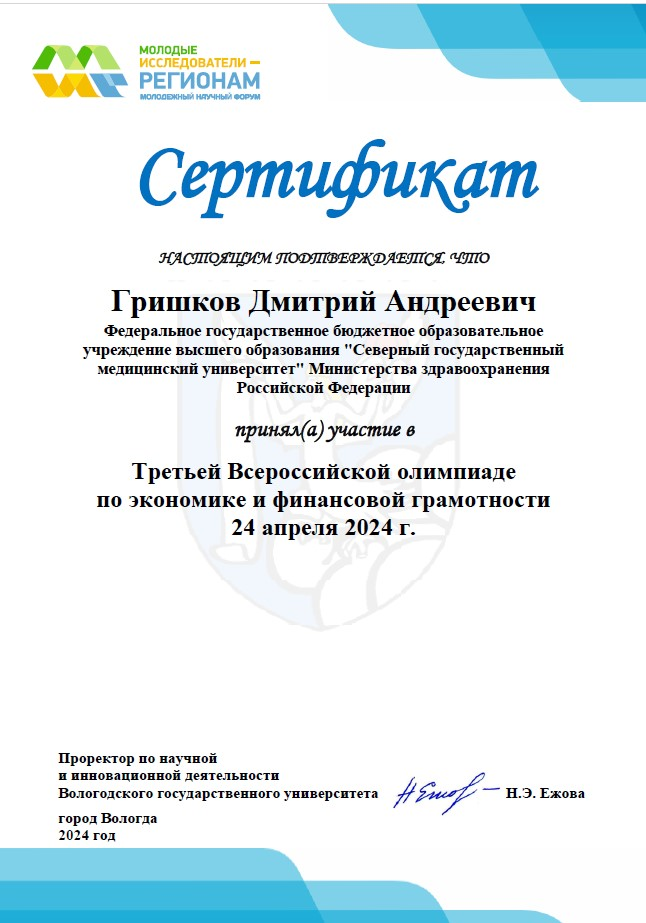 МОЛОДЫЕ
ИССЛЕДОВАТЕЛИ –
РЕГИОНАМ
МОЛОДЕЖНЫЙ НАУЧНЫЙ ФОРУМ
Сертификат
НАСТОЯЩИМ ПОДТВЕРЖДАЕТСЯ, ЧТО
Гришков Дмитрий Андреевич
Федеральное государственное бюджетное образовательное
учреждение высшего образования "Северный государственный
медицинский университет" Министерства здравоохранения
Российской Федерации
принял(а) участие в
Третьей Всероссийской олимпиаде
по экономике и финансовой грамотности
24 апреля 2024 г.
Проректор по научной
и инновационной деятельности
Вологодского государственного университета Н.Э. Ежова
город Вологда
2024 год